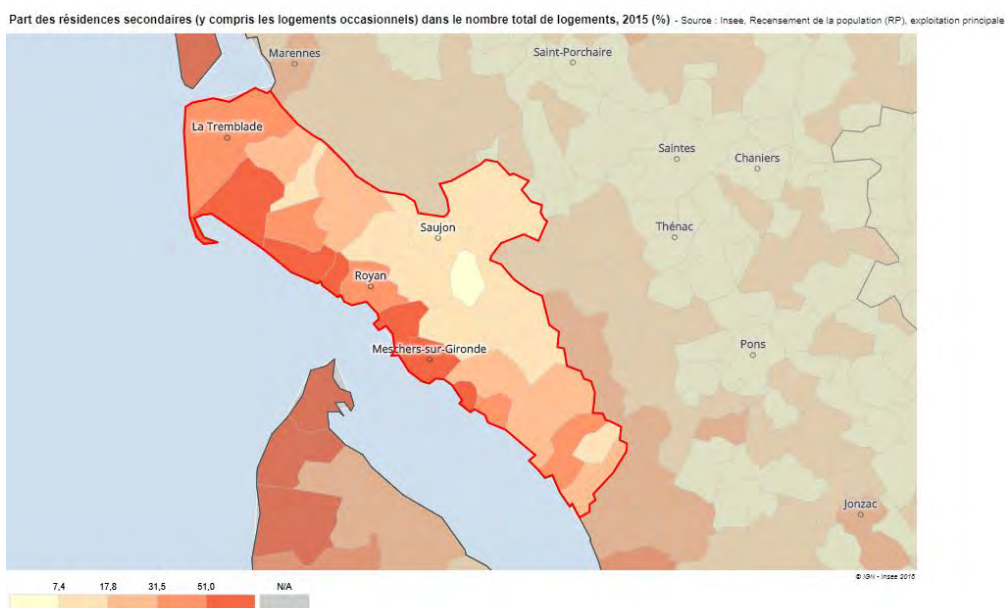 Part des résidences secondaires (y compris les logements occasionnels) dans le nombre total de logements, 2015 (%) - Source : Insee, Recensement de la population (RP), exploitation principale
Marennes
Saint-Porchaire
La Tremblade
Saintes
Chaniers
Thénac
Saujon
Royan
Pons
Meschers-sur-Gironde
Jonzac
© IGN - Insee 2016
7,4 17,8 31,5 51,0 N/A